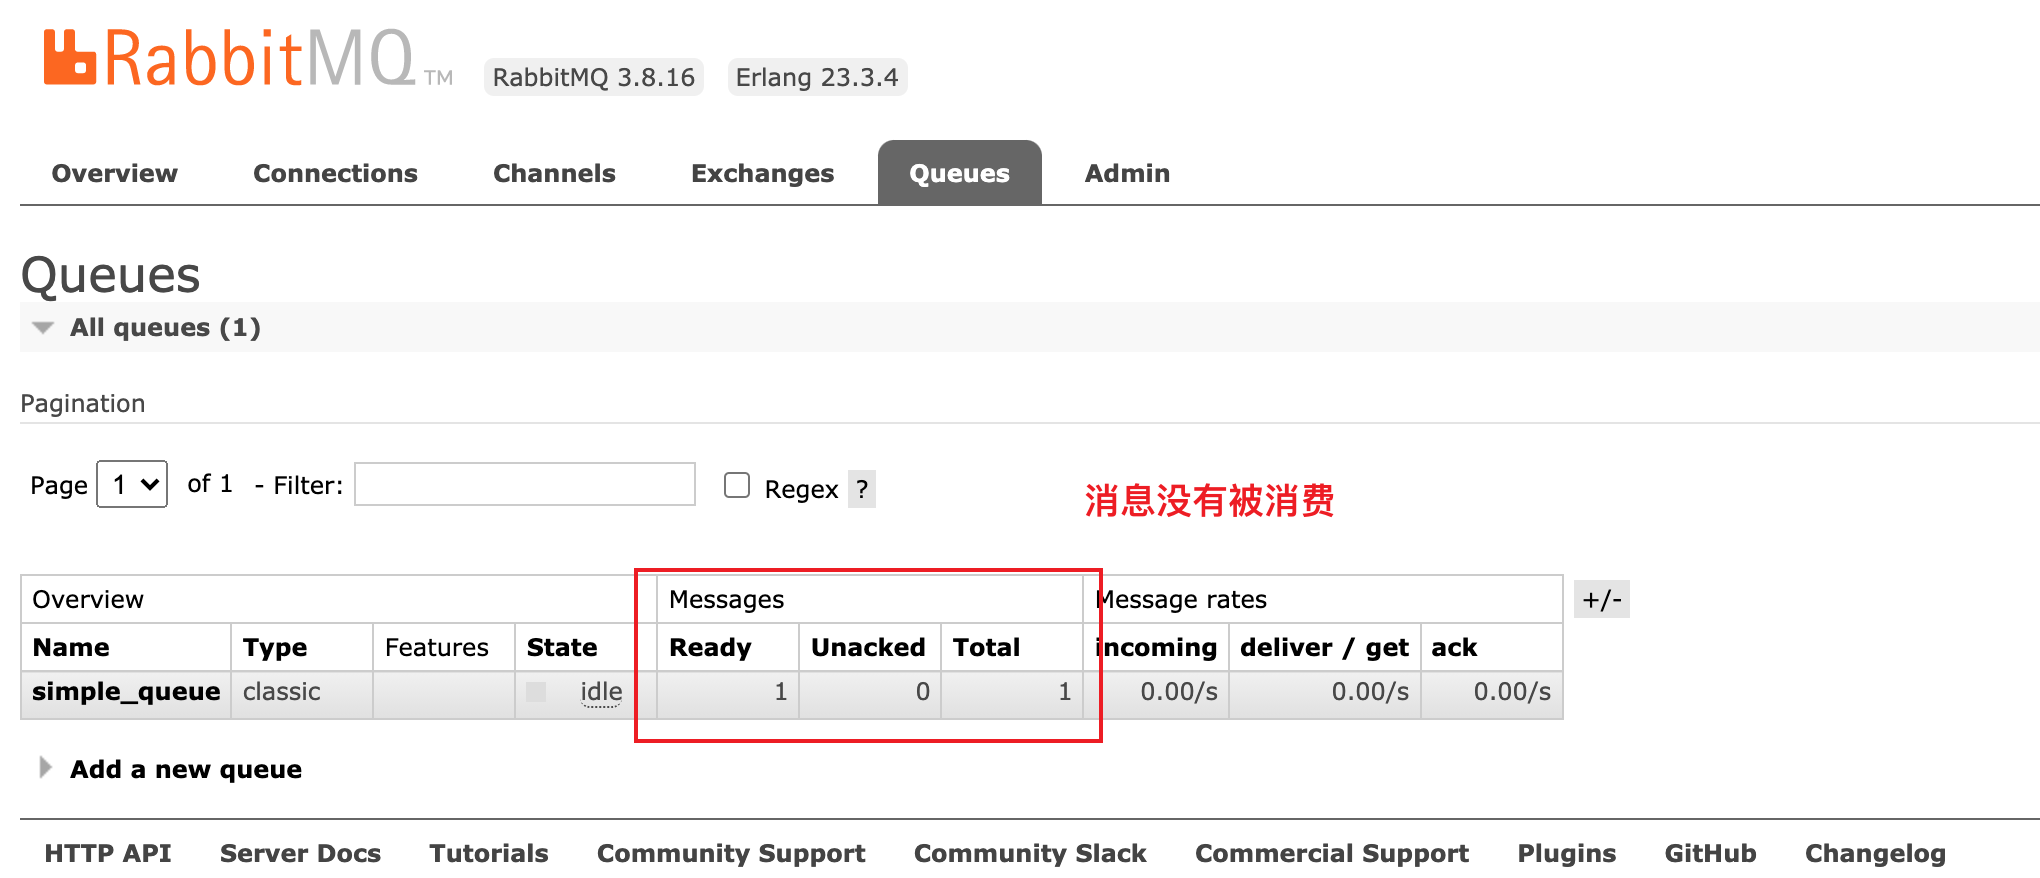 RabbitMQ TM RabbitMQ 3.8.16 Erlang 23.3.4
Overview Connections Channels Exchanges Queues Admin
Queues
All queues (1)
Pagination
Page 1 of 1 - Filter: Regex ?
消息没有被消费
Overview Messages Message rates +/-
Name Type Features State Ready Unacked Total incoming deliver / get ack
simple_queue classic idle 1 0 1 0.00/s 0.00/s 0.00/s
Add a new queue
HTTP API Server Docs Tutorials Community Support Community Slack Commercial Support Plugins GitHub Changelog